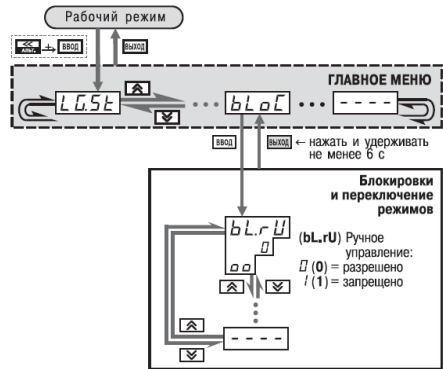 Рабочий режим
≪ АЛЬТ. + ВВОД ВЫХОД
ГЛАВНОЕ МЕНЮ
LG.St ••• bLoC ••• - - - -
ВВОД ВЫХОД ← нажать и удерживать
не менее 6 с
Блокировки
и переключение
режимов
bL.rU
0
oo
(bL.rU) Ручное
управление:
0 (0) = разрешено
1 (1) = запрещено
- - - -